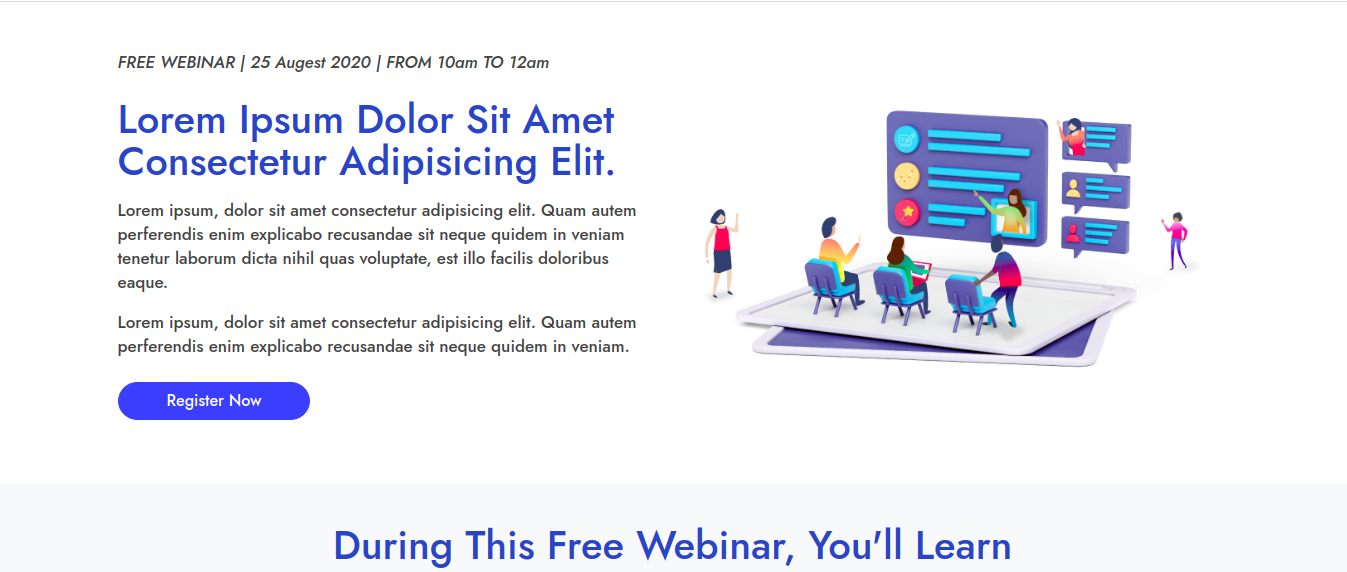 FREE WEBINAR | 25 Augest 2020 | FROM 10am TO 12am
Lorem Ipsum Dolor Sit Amet
Consectetur Adipisicing Elit.
Lorem ipsum, dolor sit amet consectetur adipisicing elit. Quam autem
perferendis enim explicabo recusandae sit neque quidem in veniam
tenetur laborum dicta nihil quas voluptate, est illo facilis doloribus
eaque.
Lorem ipsum, dolor sit amet consectetur adipisicing elit. Quam autem
perferendis enim explicabo recusandae sit neque quidem in veniam.
Register Now
During This Free Webinar, You'll Learn